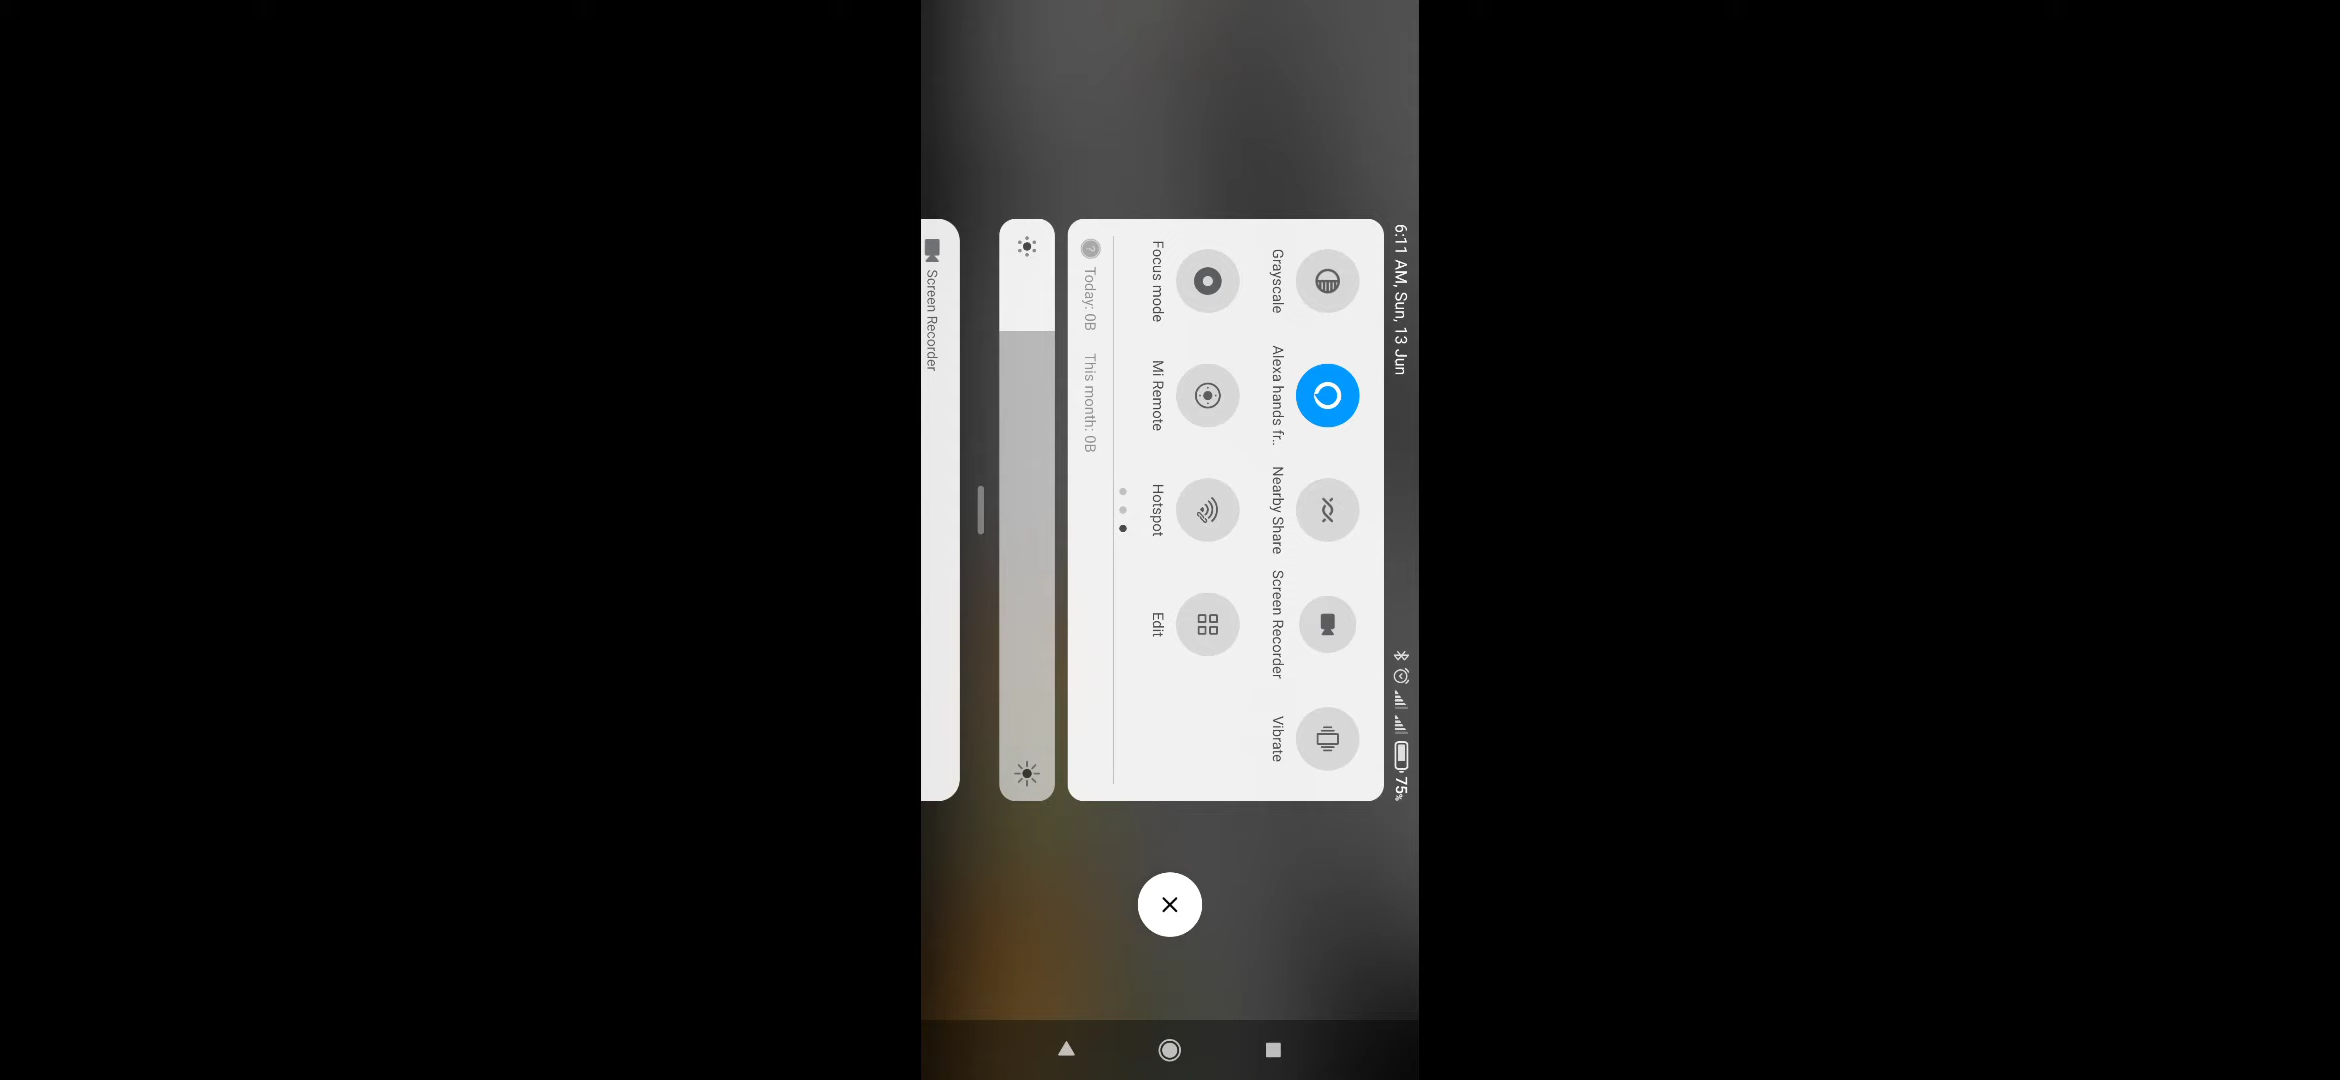 6:11 AM, Sun, 13 Jun
75%
Grayscale
Alexa hands fr..
Nearby Share
Screen Recorder
Vibrate
Focus mode
Mi Remote
Hotspot
Edit
Today: 0B
This month: 0B
Screen Recorder